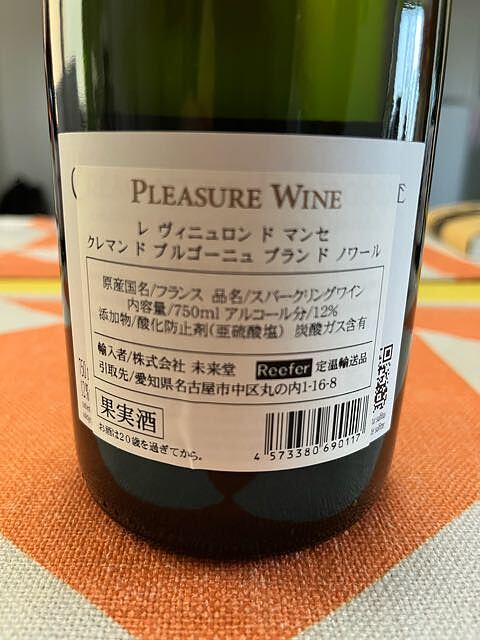 PLEASURE WINE
レ ヴィニュロン ド マンセ
クレマン ド ブルゴーニュ ブラン ド ノワール
原産国名/フランス 品名/スパークリングワイン
内容量/750ml アルコール分/12%
添加物/酸化防止剤(亜硫酸塩) 炭酸ガス含有
輸入者/株式会社 未来堂 Reefer 定温輸送品
引取先/愛知県名古屋市中区丸の内1-16-8
果実酒
お酒は20歳を過ぎてから。
4 573380 690117